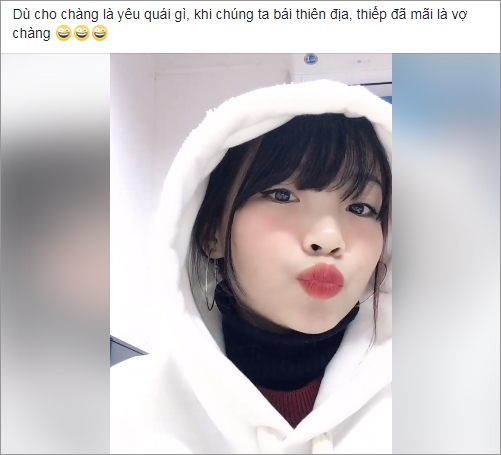 Dù cho chàng là yêu quái gì, khi chúng ta bái thiên địa, thiếp đã mãi là vợ
chàng 😆😆😆